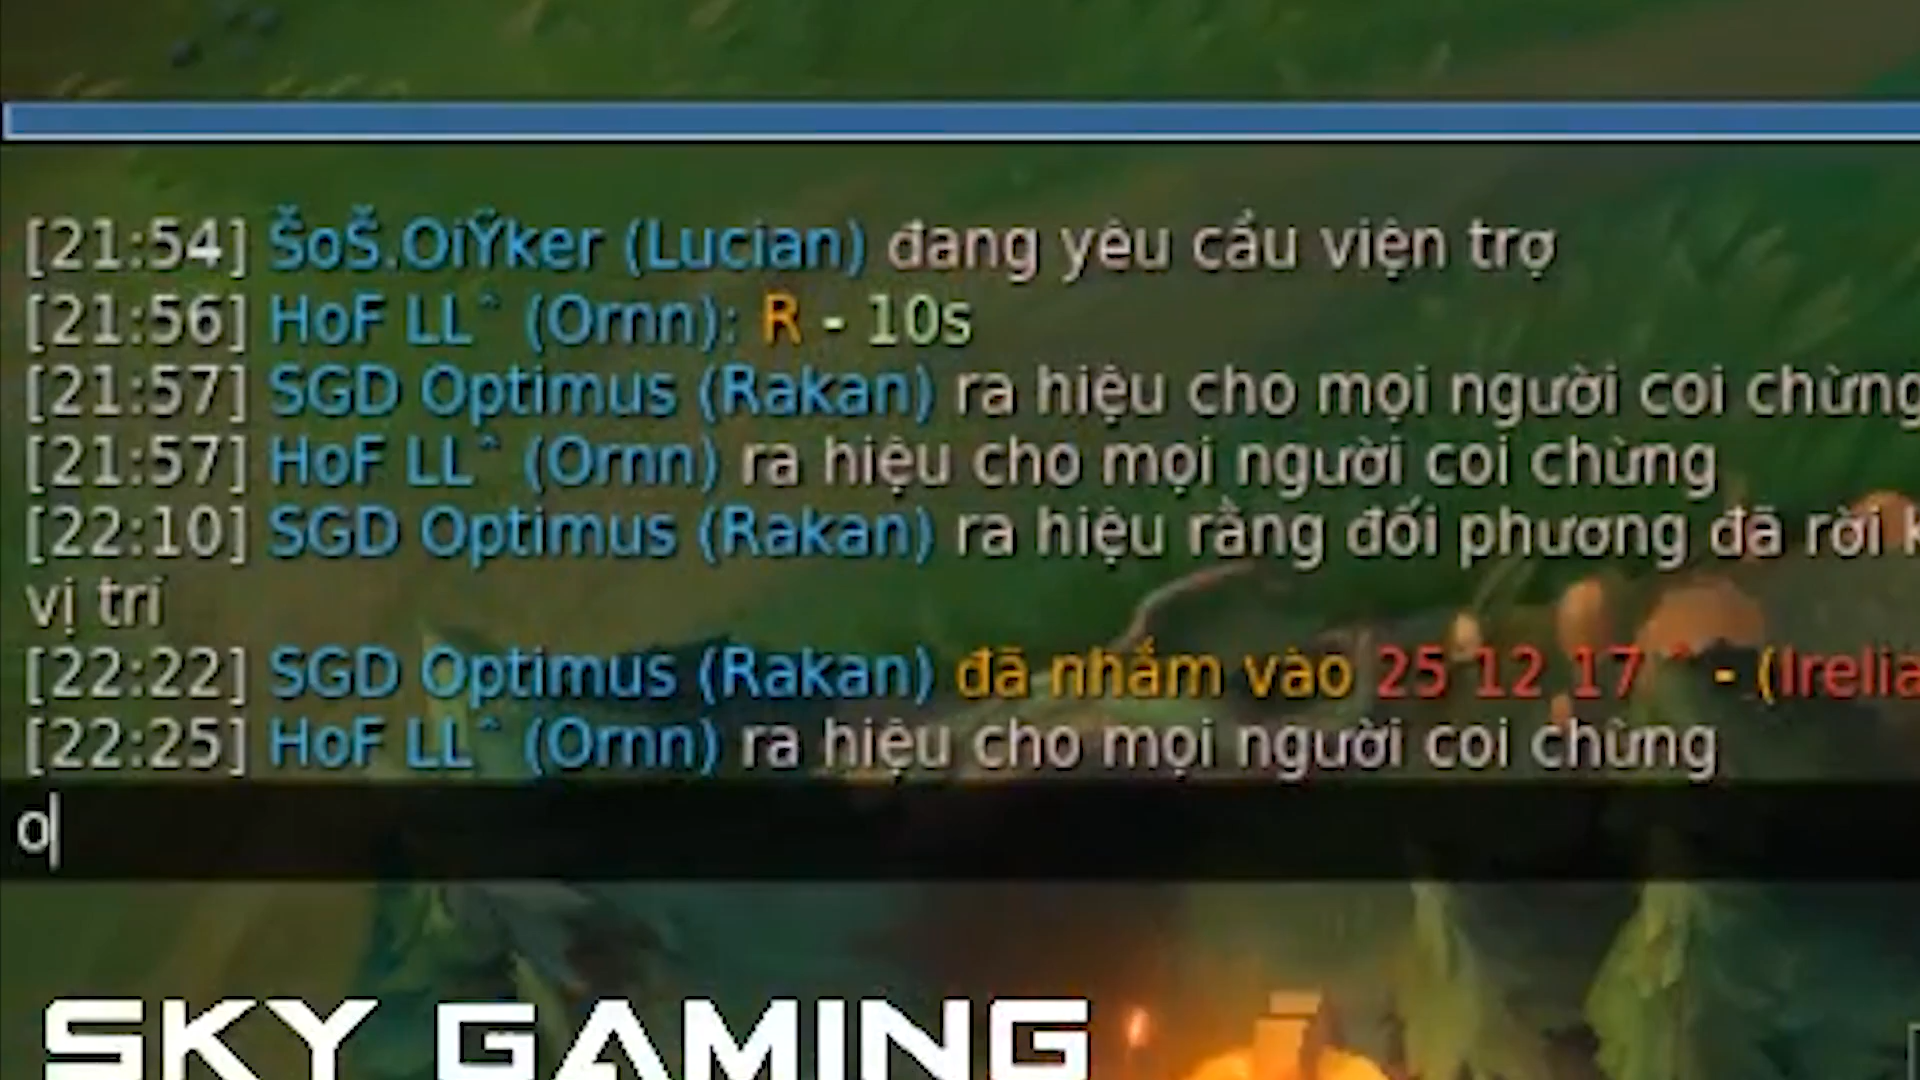 [21:54] ŠoŠ.OiŸker (Lucian) đang yêu cầu viện trợ
[21:56] HoF LLˆ (Ornn): R - 10s
[21:57] SGD Optimus (Rakan) ra hiệu cho mọi người coi chừng
[21:57] HoF LLˆ (Ornn) ra hiệu cho mọi người coi chừng
[22:10] SGD Optimus (Rakan) ra hiệu rằng đối phương đã rời
vị trí
[22:22] SGD Optimus (Rakan) đã nhắm vào 25 12 17 ˆ - (Irelia
[22:25] HoF LLˆ (Ornn) ra hiệu cho mọi người coi chừng
o
SKY GAMING